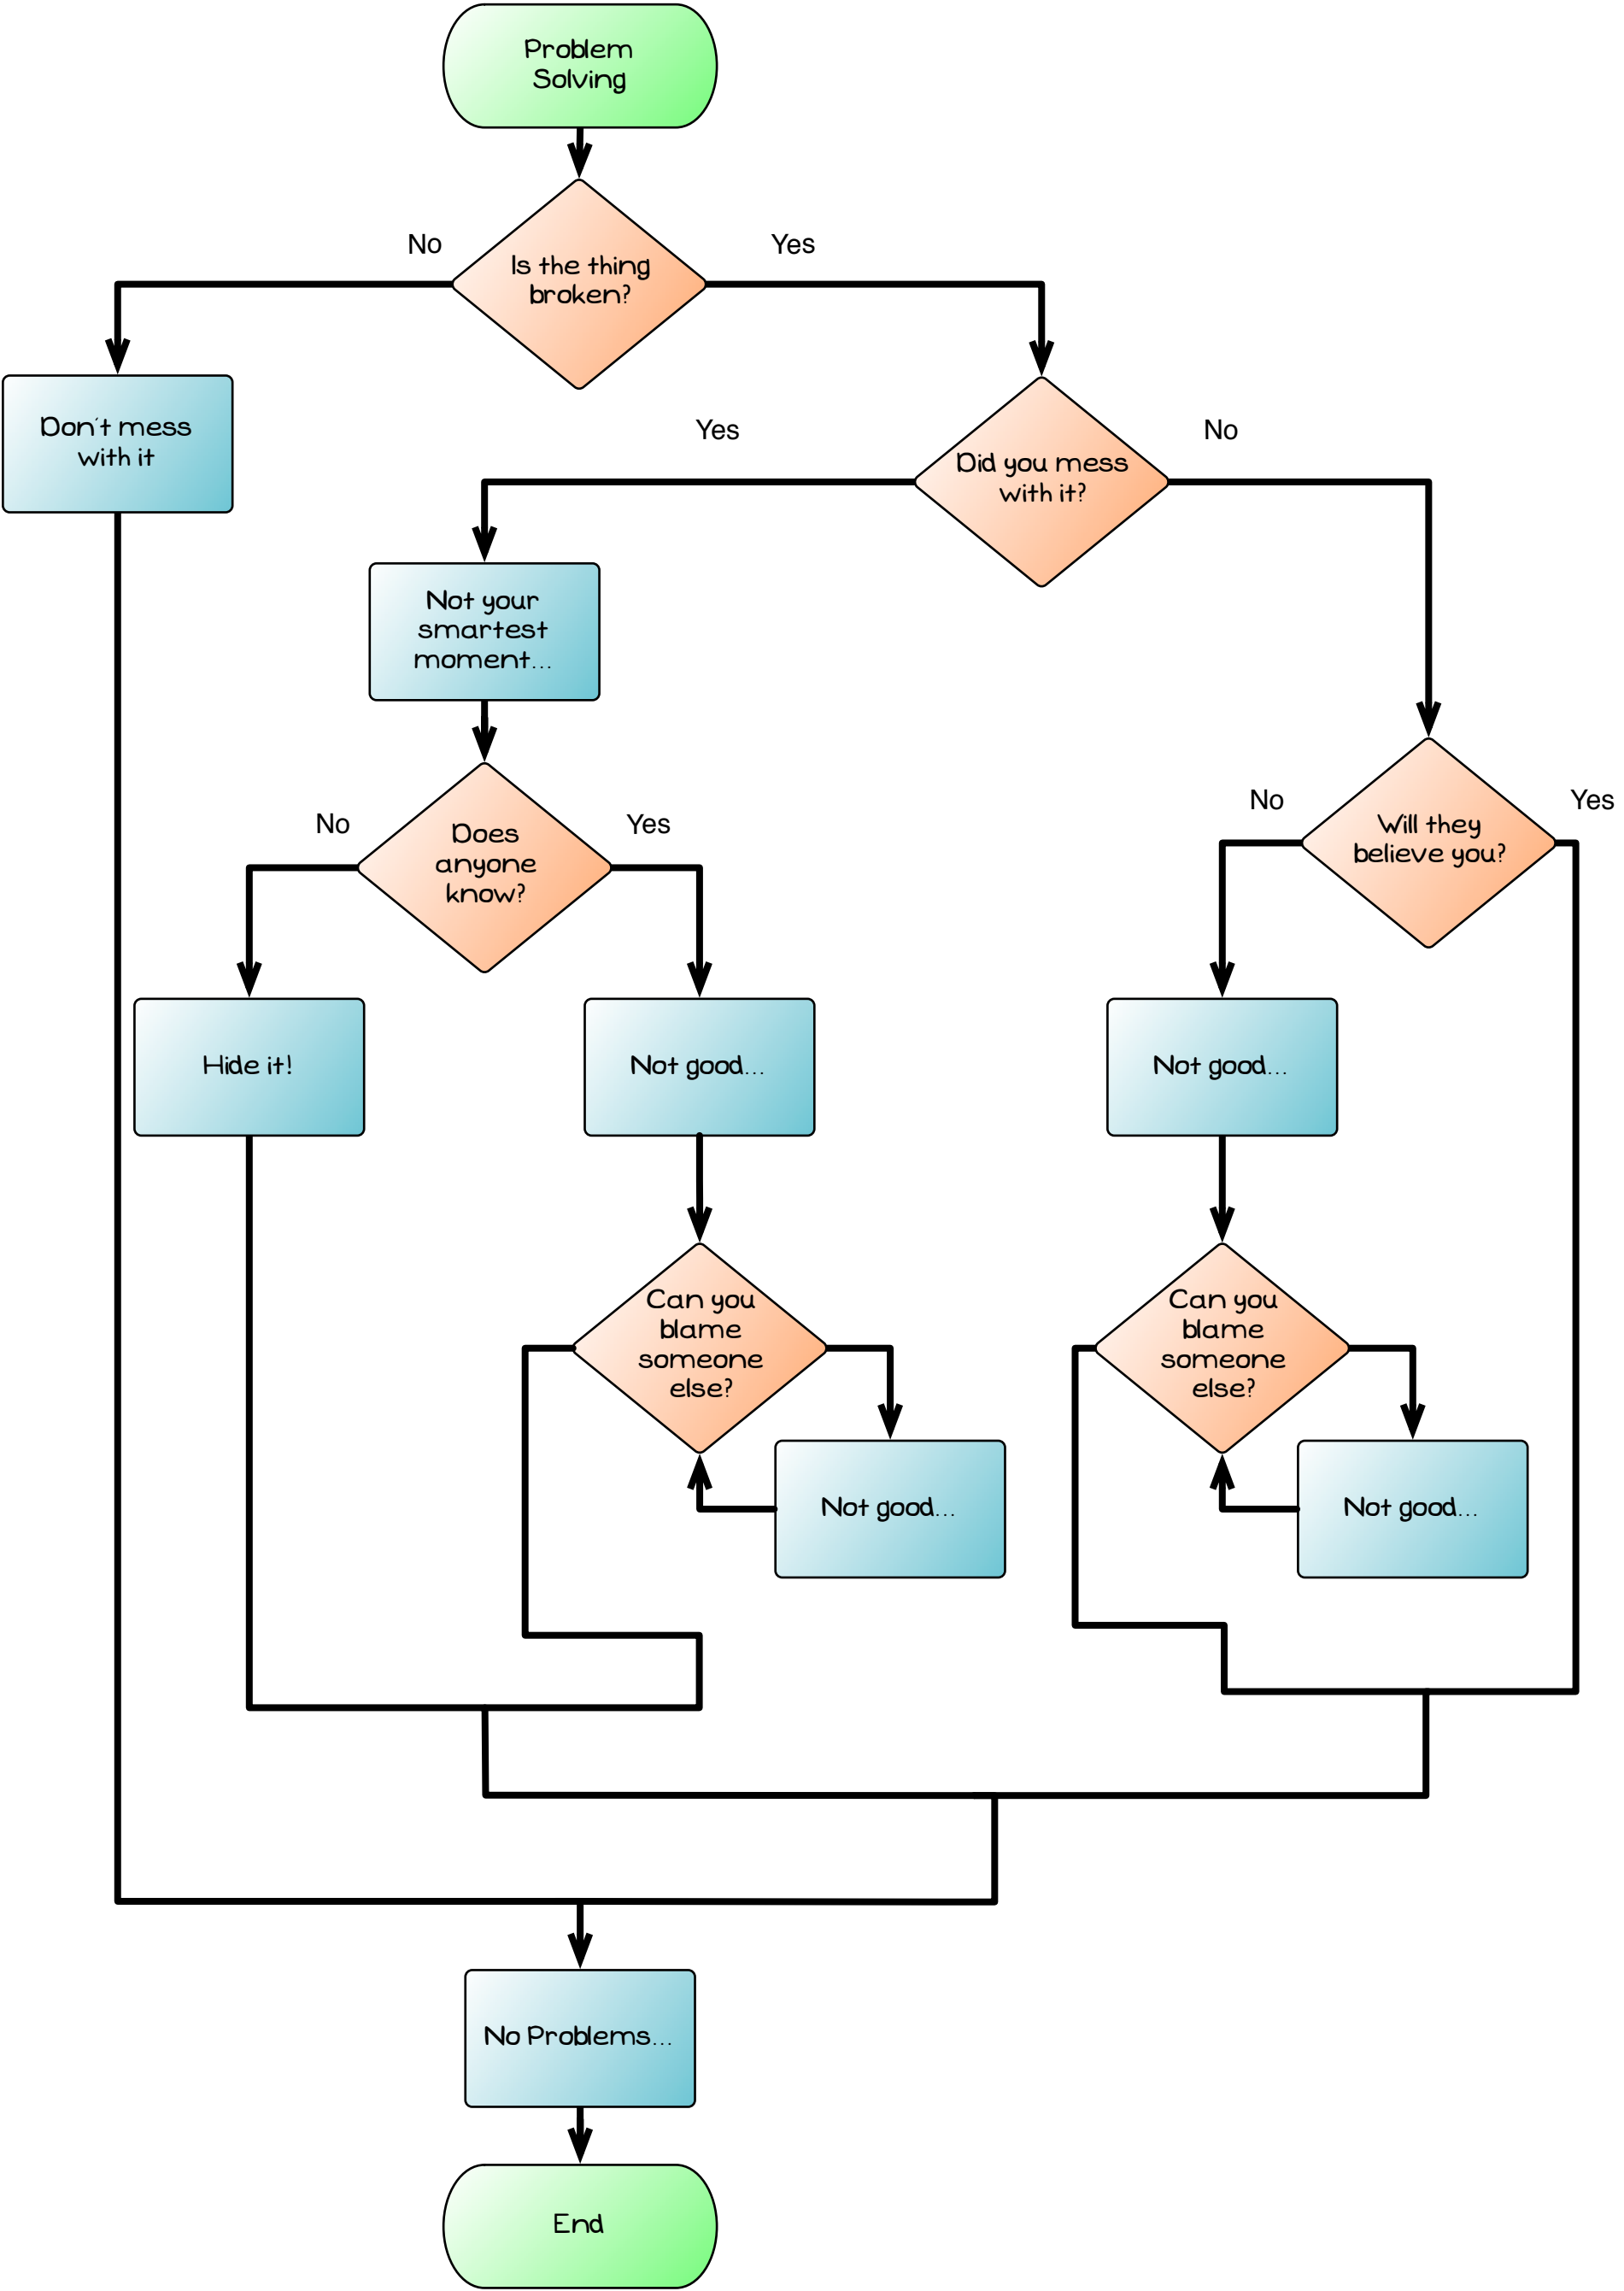 Problem
Solving
No
Yes
Is the thing
broken?
Don't mess
with it
Yes
No
Did you mess
with it?
Not your
smartest
moment...
No
Yes
Does
anyone
know?
No
Yes
Will they
believe you?
Hide it!
Not good...
Not good...
Can you
blame
someone
else?
Can you
blame
someone
else?
Not good...
Not good...
No Problems...
End